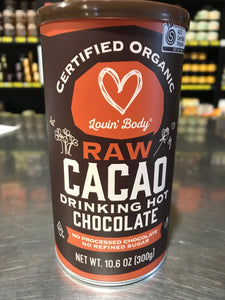 CERTIFIED ORGANIC
Lovin' Body®
RAW
CACAO
DRINKING HOT
CHOCOLATE
NO PROCESSED CHOCOLATE
NO REFINED SUGAR
NET WT. 10.6 OZ (300g)